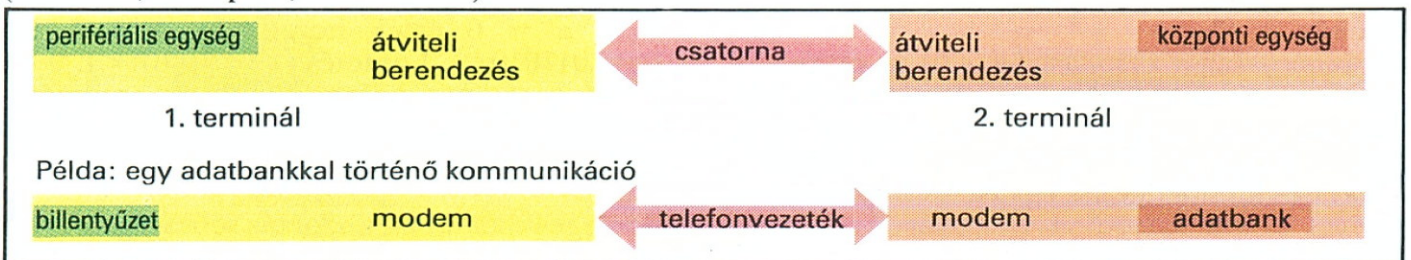 perifériális egység átviteli berendezés csatorna átviteli berendezés központi egység
1. terminál 2. terminál
Példa: egy adatbankkal történő kommunikáció
billentyűzet modem telefonvezeték modem adatbank